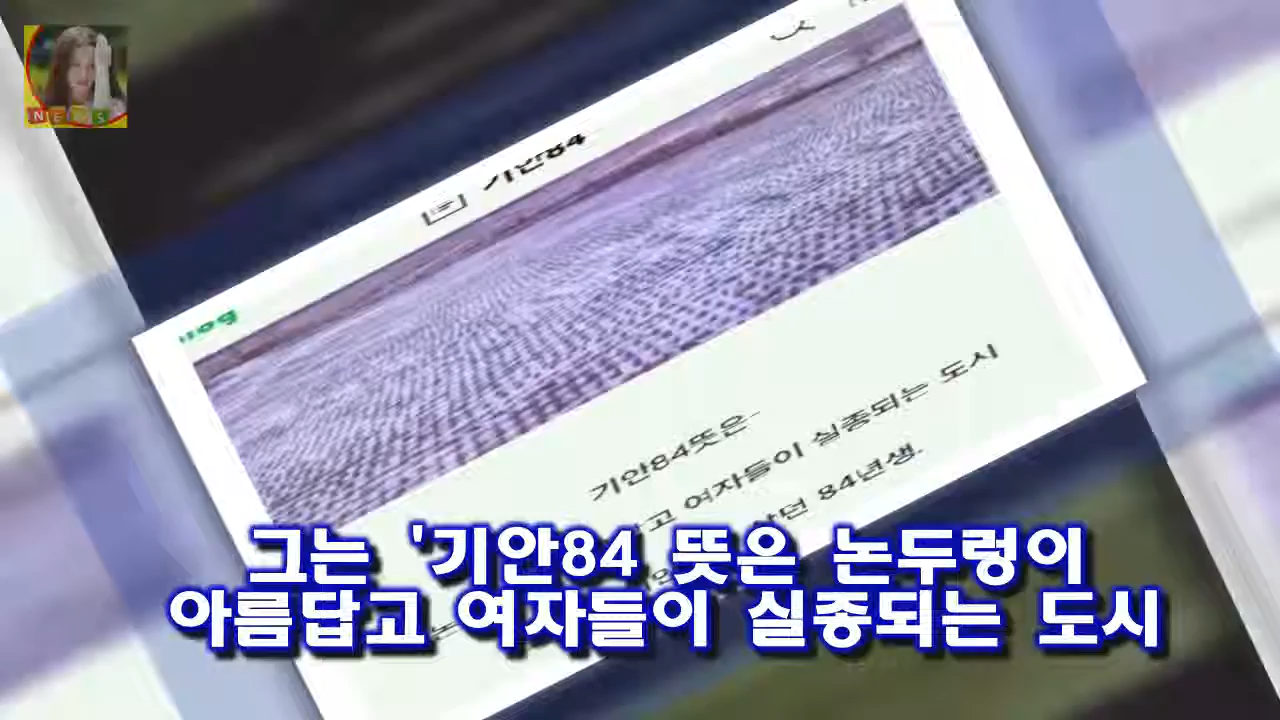 NEWS
기안84
기안84뜻은
고 여자들이 실종되는 도시
84년생.
그는 '기안84 뜻은 논두렁이
아름답고 여자들이 실종되는 도시